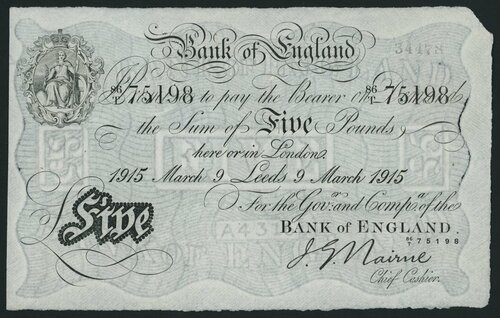 Bank of England
34478
86/T 75198 to pay the Bearer on 86/T 75198
the Sum of Five Pounds
here or in London
1915 March 9 Leeds 9 March 1915
For the Gov.r and Comp.a of the
Five
BANK OF ENGLAND.
86/T 75198
J. G. Nairne
Chief Cashier.